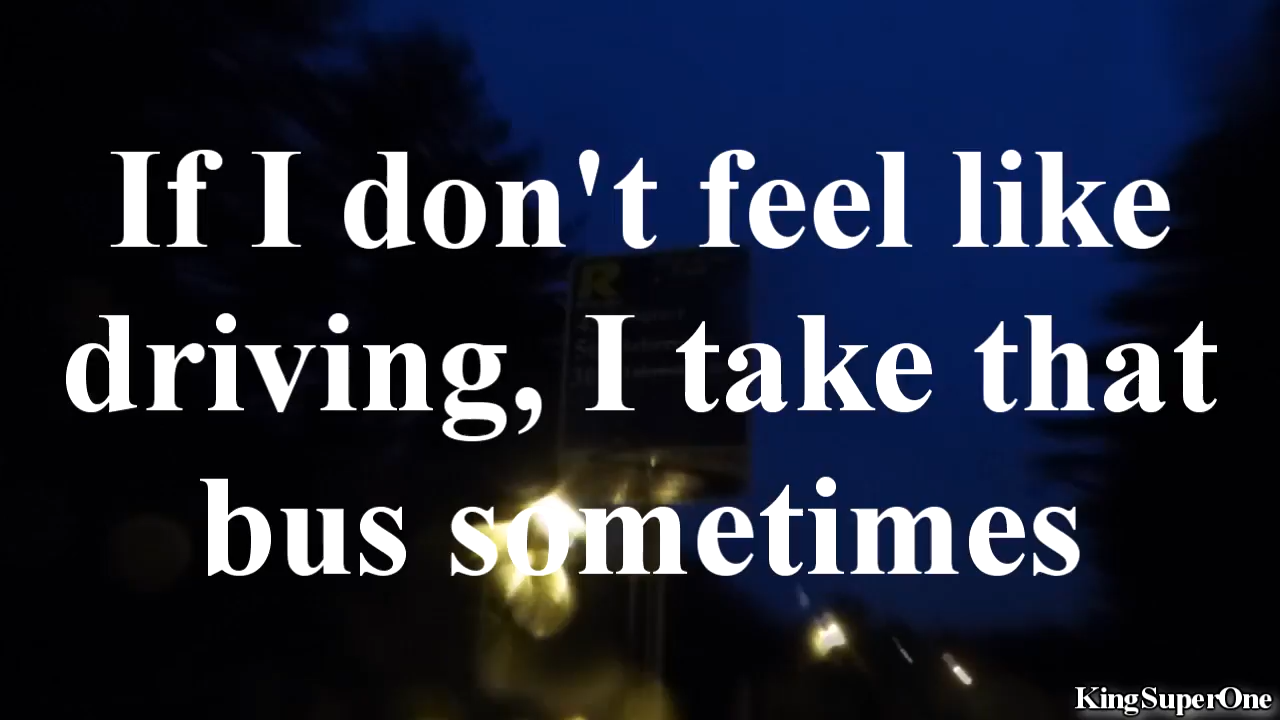 If I don't feel like
driving, I take that
bus sometimes
R
KingSuperOne